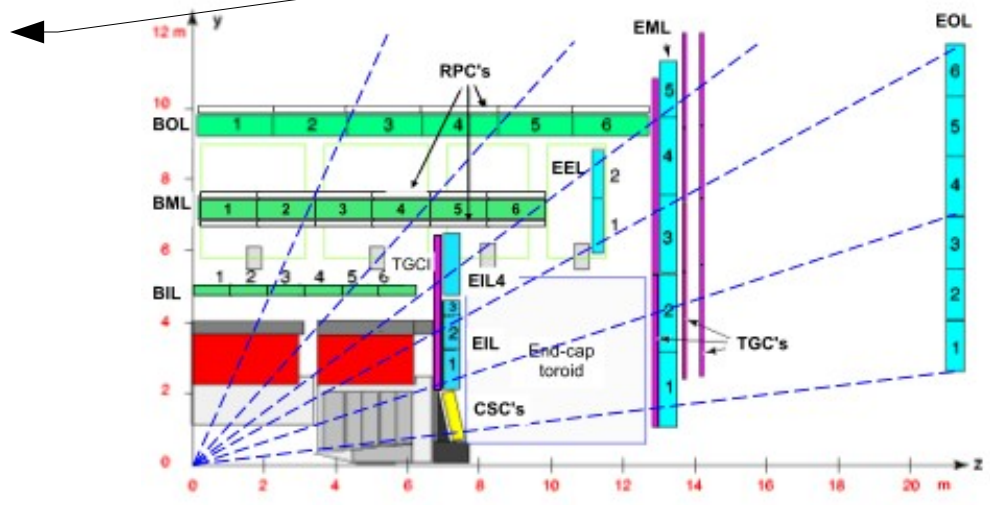 y
12 m
EML
EOL
RPC's
10
BOL
1 2 3 4 5 6
5
6
5
8
EEL
2
4
4
BML
1 2 3 4 5 6
1
3
3
6
TGCI
EIL4
1 2 3 4 5 6
BIL
3
2
2
4
2
EIL
End-cap
toroid
TGC's
1
1
1
2
CSC's
0
z
0 2 4 6 8 10 12 14 16 18 20 m